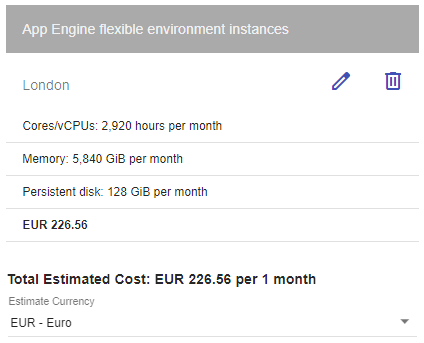 App Engine flexible environment instances
London
Cores/vCPUs: 2,920 hours per month
Memory: 5,840 GiB per month
Persistent disk: 128 GiB per month
EUR 226.56
Total Estimated Cost: EUR 226.56 per 1 month
Estimate Currency
EUR - Euro